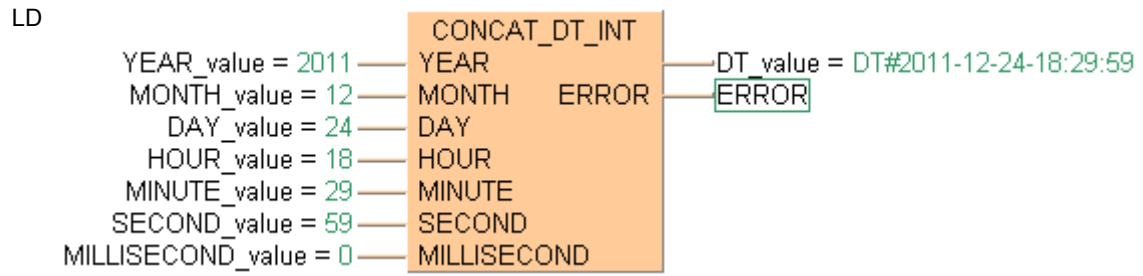 LD
CONCAT_DT_INT
YEAR_value = 2011 YEAR DT_value = DT#2011-12-24-18:29:59
MONTH_value = 12 MONTH ERROR ERROR
DAY_value = 24 DAY
HOUR_value = 18 HOUR
MINUTE_value = 29 MINUTE
SECOND_value = 59 SECOND
MILLISECOND_value = 0 MILLISECOND